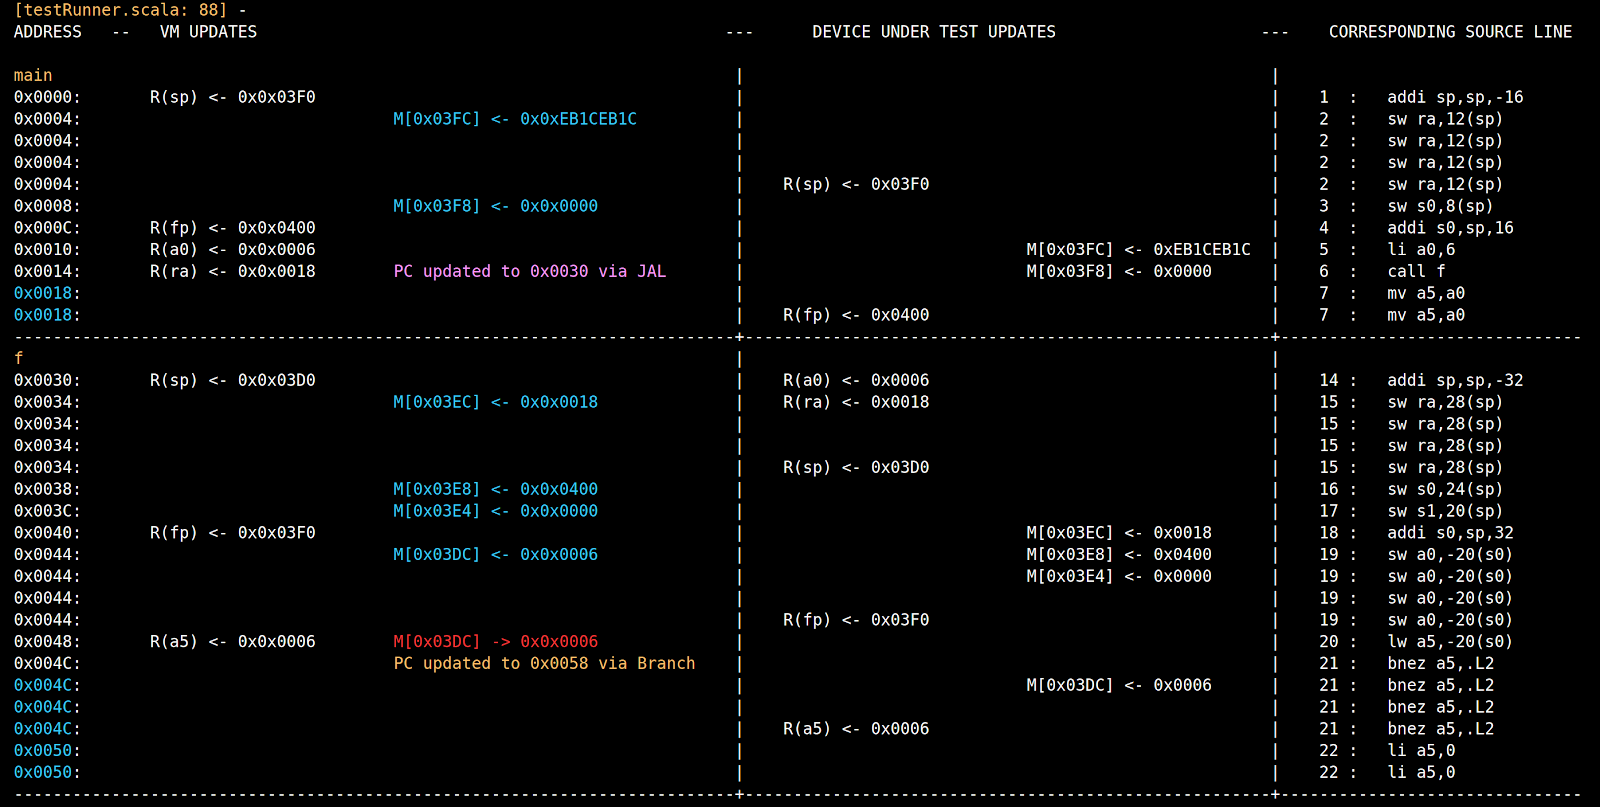 [testRunner.scala: 88] -
ADDRESS   --   VM UPDATES                                                ---      DEVICE UNDER TEST UPDATES                     ---    CORRESPONDING SOURCE LINE
main                                                                      |                                                      |
0x0000:       R(sp) <- 0x0x03F0                                           |                                                      |    1  :   addi sp,sp,-16
0x0004:                                M[0x03FC] <- 0x0xEB1CEB1C          |                                                      |    2  :   sw ra,12(sp)
0x0004:                                                                   |                                                      |    2  :   sw ra,12(sp)
0x0004:                                                                   |                                                      |    2  :   sw ra,12(sp)
0x0004:                                                                   |    R(sp) <- 0x03F0                                   |    2  :   sw ra,12(sp)
0x0008:                                M[0x03F8] <- 0x0x0000              |                                                      |    3  :   sw s0,8(sp)
0x000C:       R(fp) <- 0x0x0400                                           |                                                      |    4  :   addi s0,sp,16
0x0010:       R(a0) <- 0x0x0006                                           |                             M[0x03FC] <- 0xEB1CEB1C  |    5  :   li a0,6
0x0014:       R(ra) <- 0x0x0018        PC updated to 0x0030 via JAL       |                             M[0x03F8] <- 0x0000      |    6  :   call f
0x0018:                                                                   |                                                      |    7  :   mv a5,a0
0x0018:                                                                   |    R(fp) <- 0x0400                                   |    7  :   mv a5,a0
--------------------------------------------------------------------------+------------------------------------------------------+-------------------------------
f                                                                         |                                                      |
0x0030:       R(sp) <- 0x0x03D0                                           |    R(a0) <- 0x0006                                   |    14 :   addi sp,sp,-32
0x0034:                                M[0x03EC] <- 0x0x0018              |    R(ra) <- 0x0018                                   |    15 :   sw ra,28(sp)
0x0034:                                                                   |                                                      |    15 :   sw ra,28(sp)
0x0034:                                                                   |                                                      |    15 :   sw ra,28(sp)
0x0034:                                                                   |    R(sp) <- 0x03D0                                   |    15 :   sw ra,28(sp)
0x0038:                                M[0x03E8] <- 0x0x0400              |                                                      |    16 :   sw s0,24(sp)
0x003C:                                M[0x03E4] <- 0x0x0000              |                                                      |    17 :   sw s1,20(sp)
0x0040:       R(fp) <- 0x0x03F0                                           |                             M[0x03EC] <- 0x0018      |    18 :   addi s0,sp,32
0x0044:                                M[0x03DC] <- 0x0x0006              |                             M[0x03E8] <- 0x0400      |    19 :   sw a0,-20(s0)
0x0044:                                                                   |                             M[0x03E4] <- 0x0000      |    19 :   sw a0,-20(s0)
0x0044:                                                                   |                                                      |    19 :   sw a0,-20(s0)
0x0044:                                                                   |    R(fp) <- 0x03F0                                   |    19 :   sw a0,-20(s0)
0x0048:       R(a5) <- 0x0x0006        M[0x03DC] -> 0x0x0006              |                                                      |    20 :   lw a5,-20(s0)
0x004C:                                PC updated to 0x0058 via Branch    |                                                      |    21 :   bnez a5,.L2
0x004C:                                                                   |                             M[0x03DC] <- 0x0006      |    21 :   bnez a5,.L2
0x004C:                                                                   |                                                      |    21 :   bnez a5,.L2
0x004C:                                                                   |    R(a5) <- 0x0006                                   |    21 :   bnez a5,.L2
0x0050:                                                                   |                                                      |    22 :   li a5,0
0x0050:                                                                   |                                                      |    22 :   li a5,0
--------------------------------------------------------------------------+------------------------------------------------------+-------------------------------